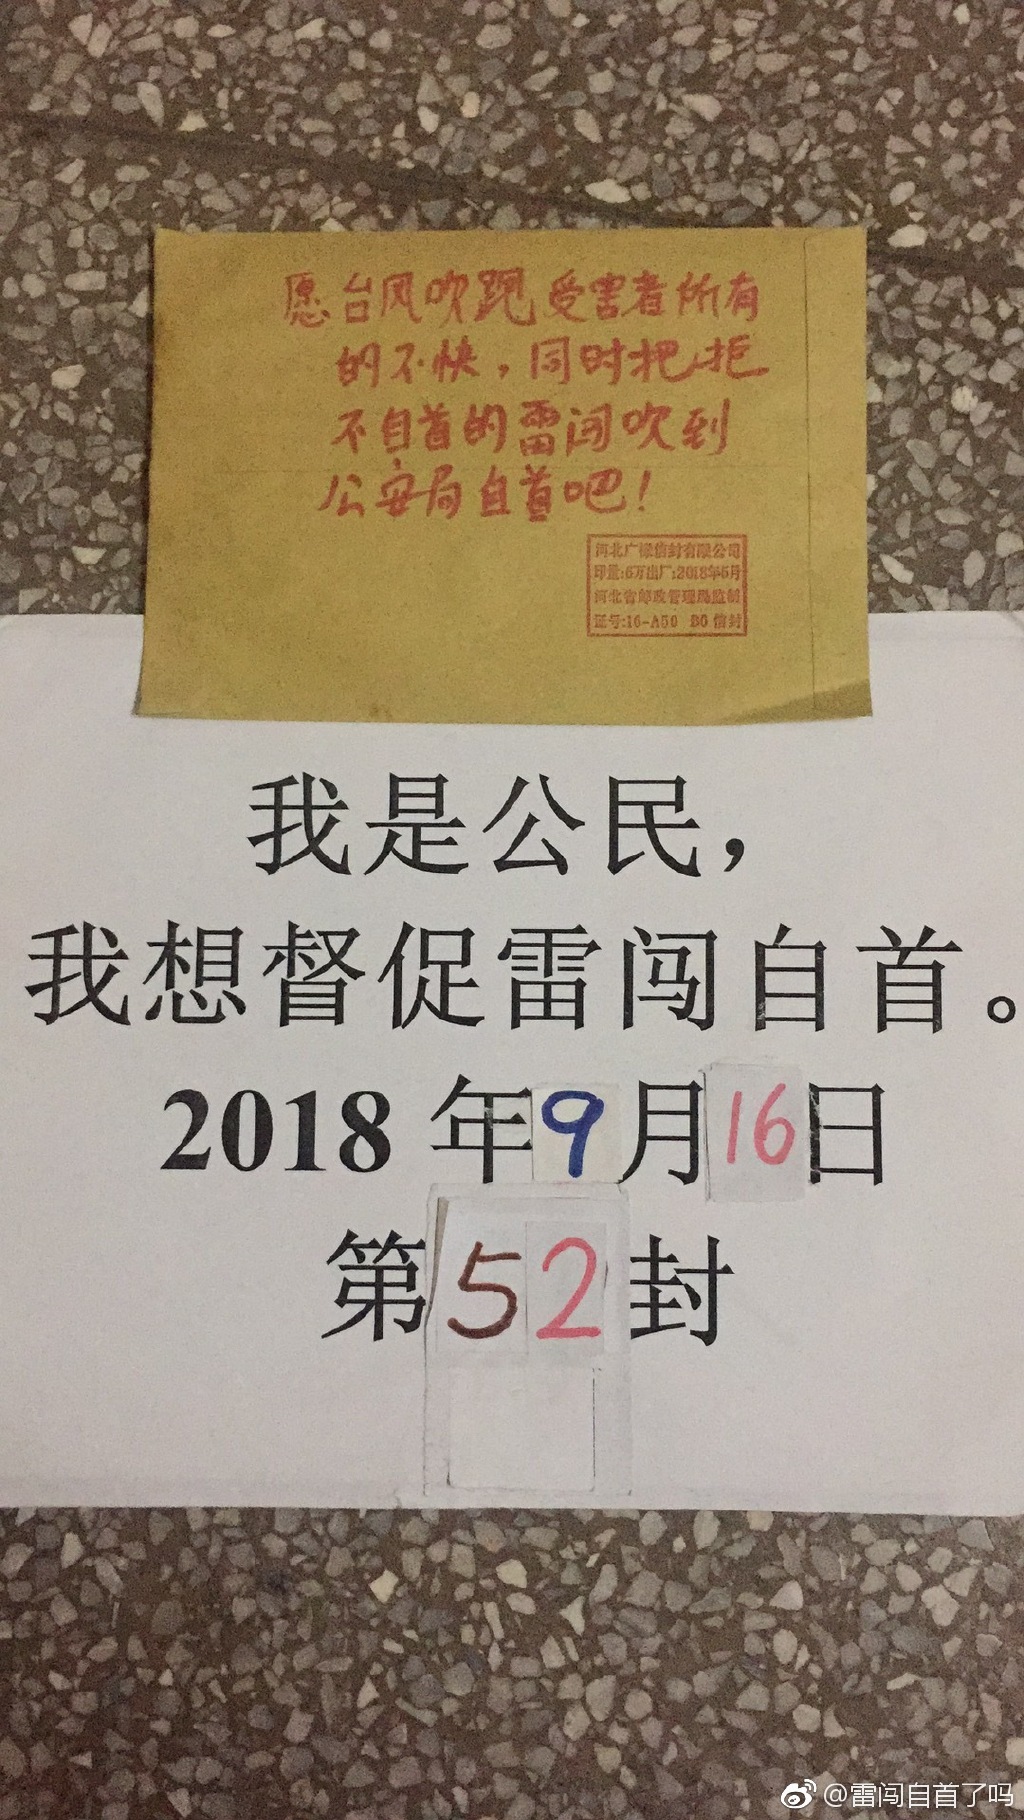 愿台风吹跑受害者所有
的不快，同时把拒
不自首的雷闯吹到
公安局自首吧！
河北广禄信封有限公司
印量:6万出厂:2018年5月
河北省邮政管理局监制
证号:16-A50 B6信封
我是公民，
我想督促雷闯自首。
2018年9月16日
第52封
@雷闯自首了吗